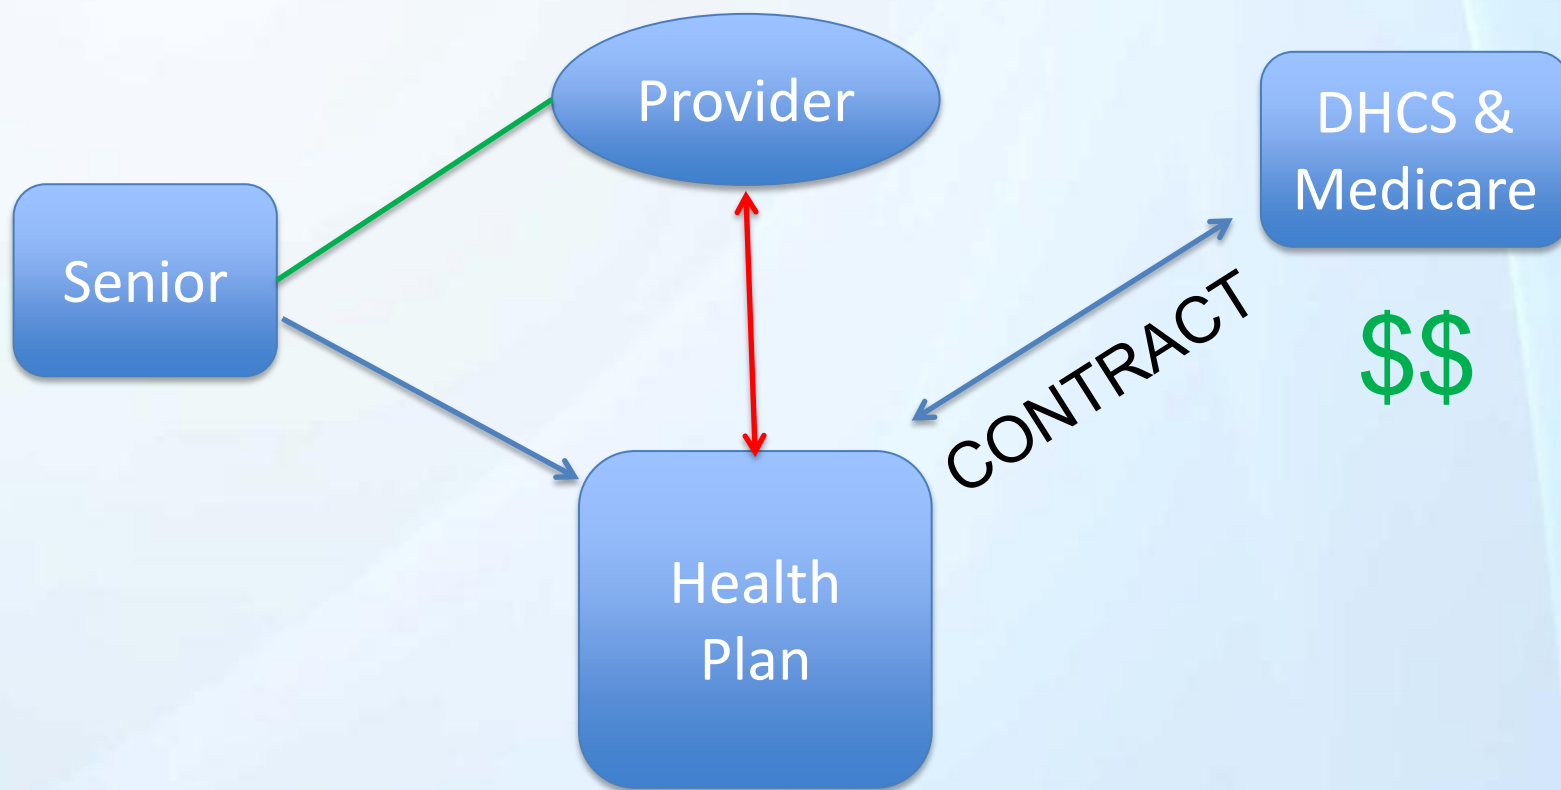 Provider
DHCS &
Medicare
Senior
CONTRACT
$$
Health
Plan